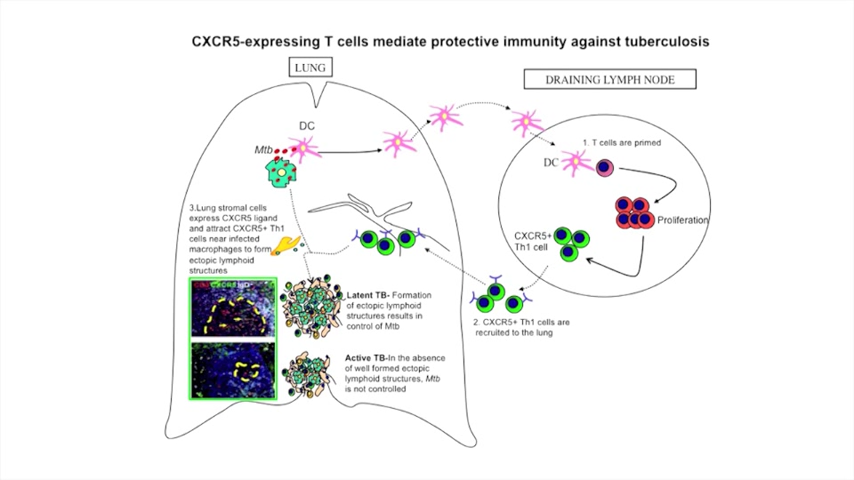 CXCR5-expressing T cells mediate protective immunity against tuberculosis
LUNG
DRAINING LYMPH NODE
DC
Mtb
1. T cells are primed
DC
Proliferation
CXCR5+
Th1 cell
3.Lung stromal cells
express CXCR5 ligand
and attract CXCR5+ Th1
cells near infected
macrophages to form
ectopic lymphoid
structures
2. CXCR5+ Th1 cells are
recruited to the lung
Latent TB- Formation
of ectopic lymphoid
structures results in
control of Mtb
Active TB-In the absence
of well formed ectopic
lymphoid structures, Mtb
is not controlled